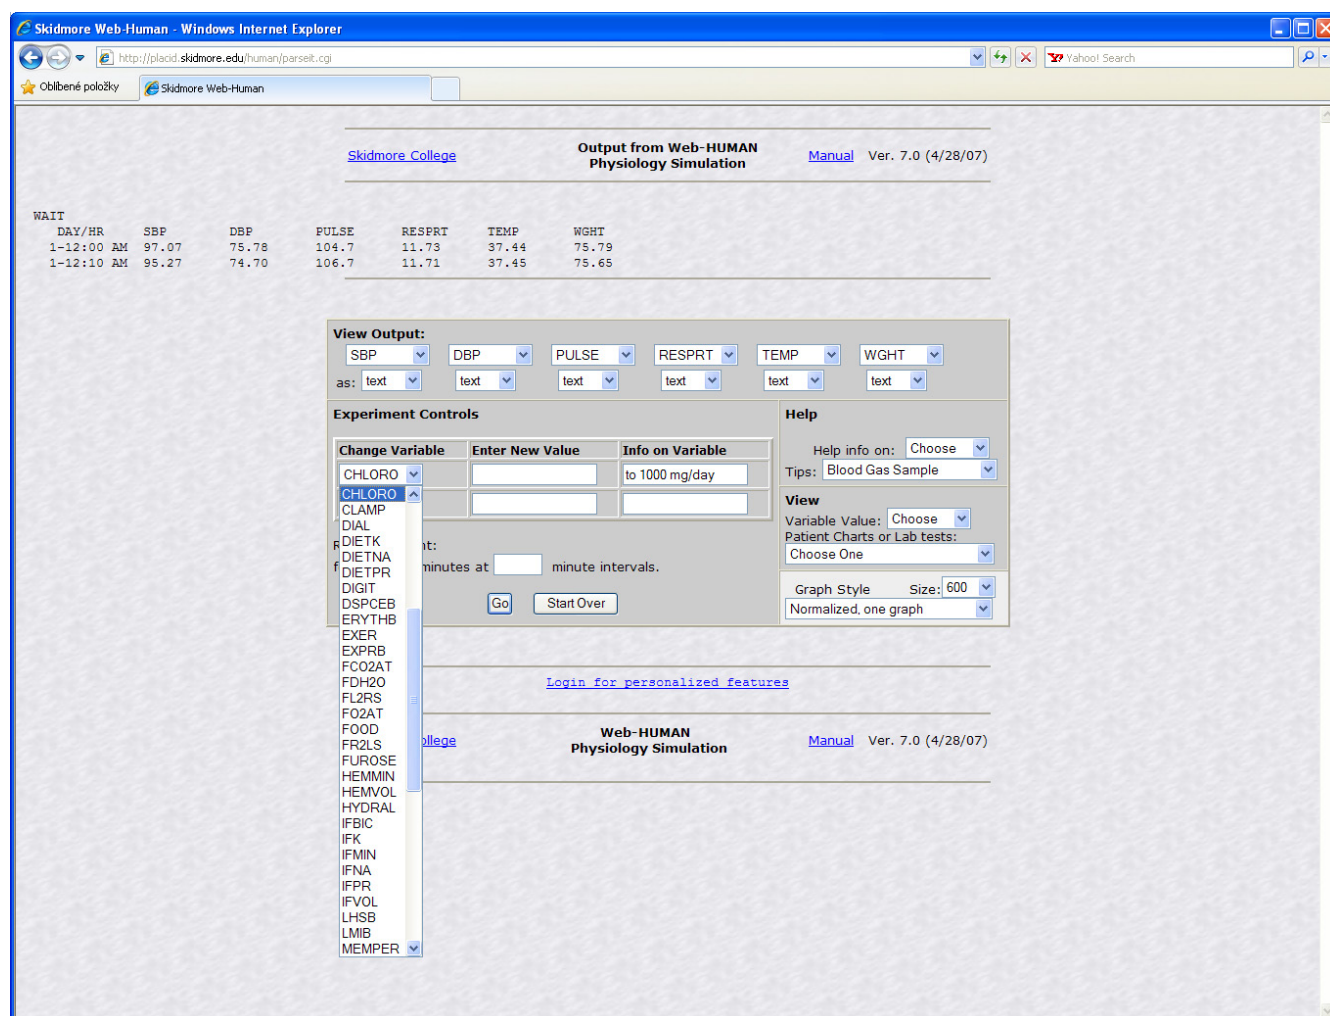 Skidmore Web-Human - Windows Internet Explorer
http://placid.skidmore.edu/human/parseit.cgi
Yahoo! Search
Oblíbené položky
Skidmore Web-Human
Skidmore College
Output from Web-HUMAN
Physiology Simulation
Manual Ver. 7.0 (4/28/07)
WAIT
DAY/HR SBP DBP PULSE RESPRT TEMP WGHT
1-12:00 AM 97.07 75.78 104.7 11.73 37.44 75.79
1-12:10 AM 95.27 74.70 106.7 11.71 37.45 75.65
View Output:
SBP DBP PULSE RESPRT TEMP WGHT
as: text text text text text text
Experiment Controls
Change Variable Enter New Value Info on Variable
CHLORO to 1000 mg/day
CHLORO
CLAMP
DIAL
DIETK
DIETNA
DIETPR
DIGIT
DSPCEB
ERYTHB
EXER
EXPRB
FCO2AT
FDH2O
FL2RS
FO2AT
FOOD
FR2LS
FUROSE
HEMMIN
HEMVOL
HYDRAL
IFBIC
IFK
IFMIN
IFNA
IFPR
IFVOL
LHSB
LMIB
MEMPER
minutes at minute intervals.
Go Start Over
Help
Help info on: Choose
Tips: Blood Gas Sample
View
Variable Value: Choose
Patient Charts or Lab tests:
Choose One
Graph Style Size: 600
Normalized, one graph
Login for personalized features
Web-HUMAN
Physiology Simulation
Manual Ver. 7.0 (4/28/07)